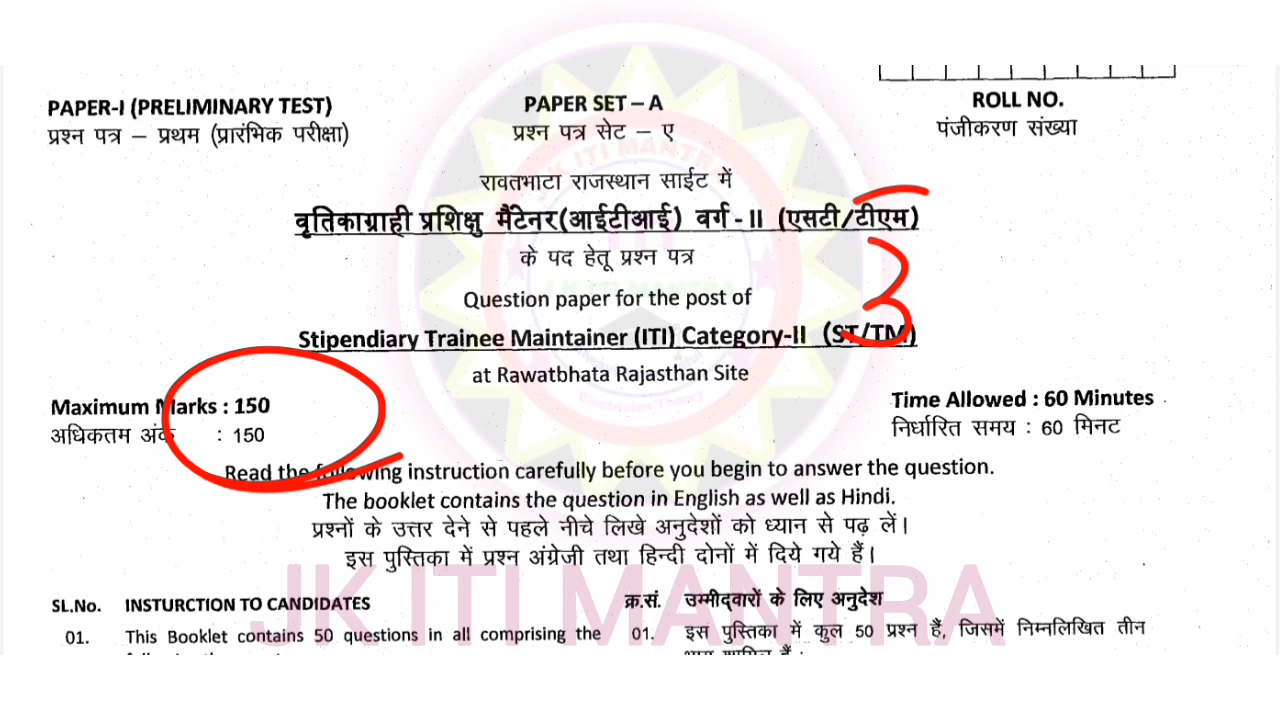 PAPER-I (PRELIMINARY TEST)
प्रश्न पत्र – प्रथम (प्रारंभिक परीक्षा)
PAPER SET – A
प्रश्न पत्र सेट – ए
ROLL NO.
पंजीकरण संख्या
रावतभाटा राजस्थान साईट में
वृतिकाग्राही प्रशिक्षु मैंटेनर(आईटीआई) वर्ग - II (एसटी/टीएम)
के पद हेतू प्रश्न पत्र
3
Question paper for the post of
Stipendiary Trainee Maintainer (ITI) Category-II (ST/TM)
at Rawatbhata Rajasthan Site
Maximum Marks : 150
अधिकतम अंक : 150
Time Allowed : 60 Minutes
निर्धारित समय : 60 मिनट
Read the following instruction carefully before you begin to answer the question.
The booklet contains the question in English as well as Hindi.
प्रश्नों के उत्तर देने से पहले नीचे लिखे अनुदेशों को ध्यान से पढ़ लें।
इस पुस्तिका में प्रश्न अंग्रेजी तथा हिन्दी दोनों में दिये गये हैं।
JK ITI MANTRA
SL.No. INSTURCTION TO CANDIDATES
01. This Booklet contains 50 questions in all comprising the
क्र.सं. उम्मीद्वारों के लिए अनुदेश
01. इस पुस्तिका में कुल 50 प्रश्न हैं, जिसमें निम्नलिखित तीन
JK ITI MANTRA
Electrician Theory